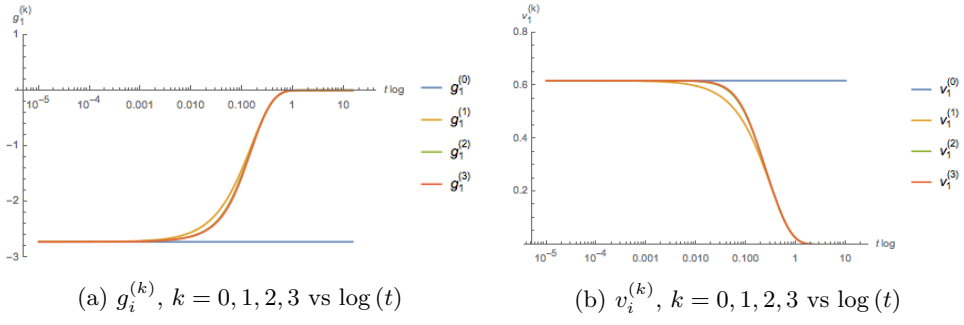 g_1^{(k)}
1
10^{-5} 10^{-4} 0.001 0.010 0.100 1 10 t log
-1
-2
-3
g_1^{(0)}
g_1^{(1)}
g_1^{(2)}
g_1^{(3)}
(a) g_i^{(k)}, k = 0, 1, 2, 3 vs log (t)
v_1^{(k)}
0.8
0.6
0.4
0.2
10^{-5} 10^{-4} 0.001 0.010 0.100 1 10 t log
v_1^{(0)}
v_1^{(1)}
v_1^{(2)}
v_1^{(3)}
(b) v_i^{(k)}, k = 0, 1, 2, 3 vs log (t)